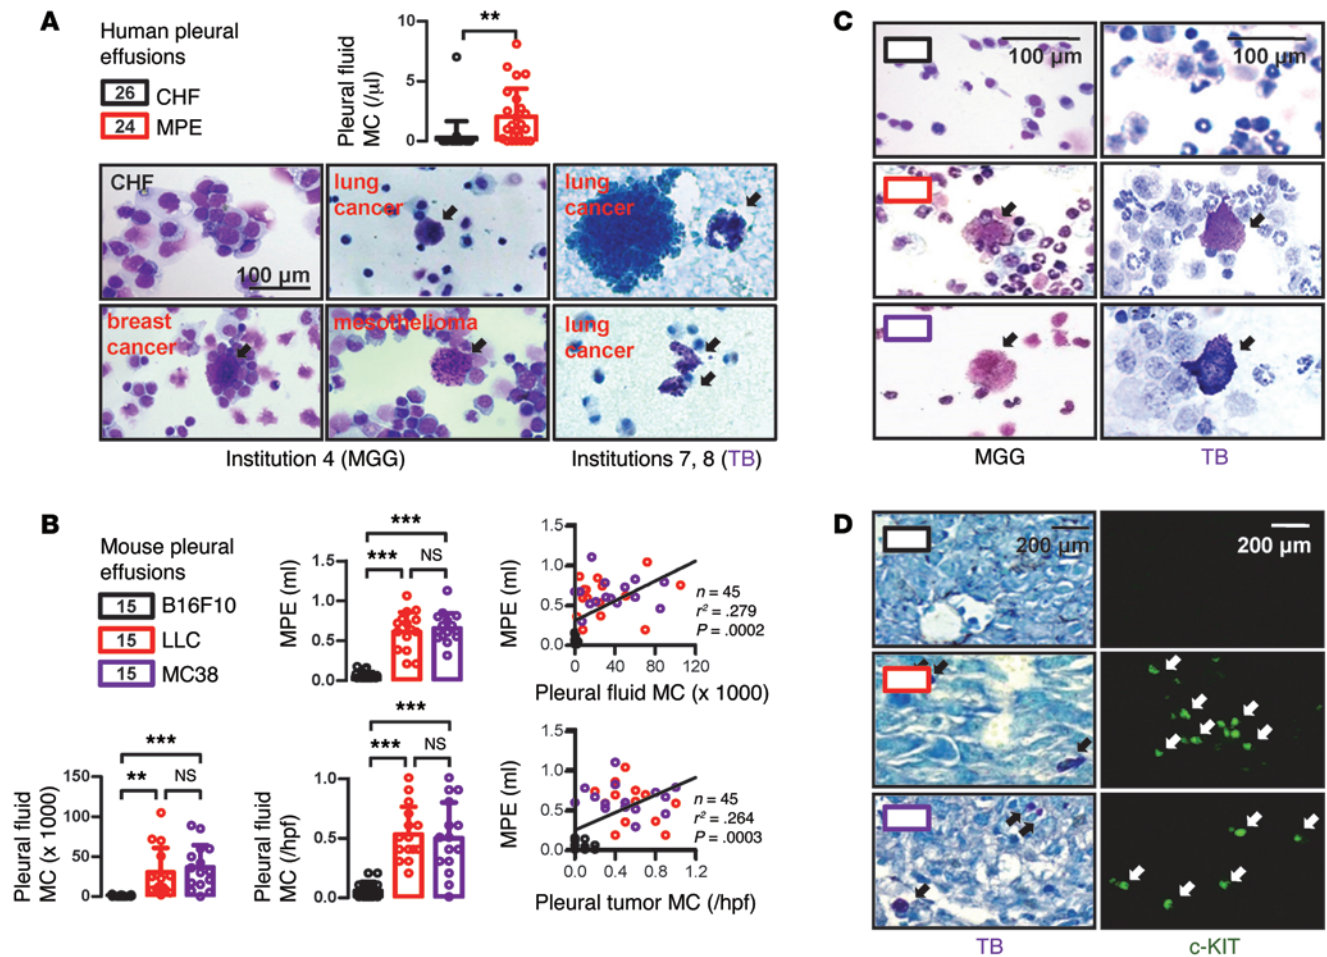 A
Human pleural
effusions
26 CHF
24 MPE
Pleural fluid
MC (/µl)
10
5
0
**
CHF
100 µm
lung
cancer
lung
cancer
breast
cancer
mesothelioma
lung
cancer
Institution 4 (MGG)
Institutions 7, 8 (TB)
B
Mouse pleural
effusions
15 B16F10
15 LLC
15 MC38
MPE (ml)
1.5
1.0
0.5
0.0
***
***
NS
MPE (ml)
1.5
1.0
0.5
0.0
0 40 80 120
n = 45
r² = .279
P = .0002
Pleural fluid MC (x 1000)
Pleural fluid
MC (x 1000)
150
100
50
0
***
**
NS
Pleural fluid
MC (/hpf)
1.0
0.5
0.0
***
***
NS
MPE (ml)
1.5
1.0
0.5
0.0
0.0 0.4 0.8 1.2
n = 45
r² = .264
P = .0003
Pleural tumor MC (/hpf)
C
100 µm
100 µm
MGG
TB
D
200 µm
200 µm
TB
c-KIT